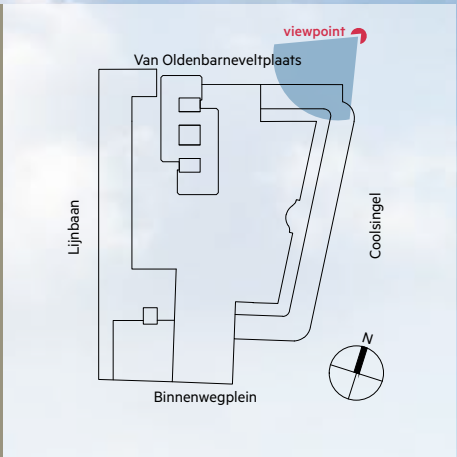 viewpoint
Van Oldenbarneveltplaats
Lijnbaan
Coolsingel
N
Binnenwegplein